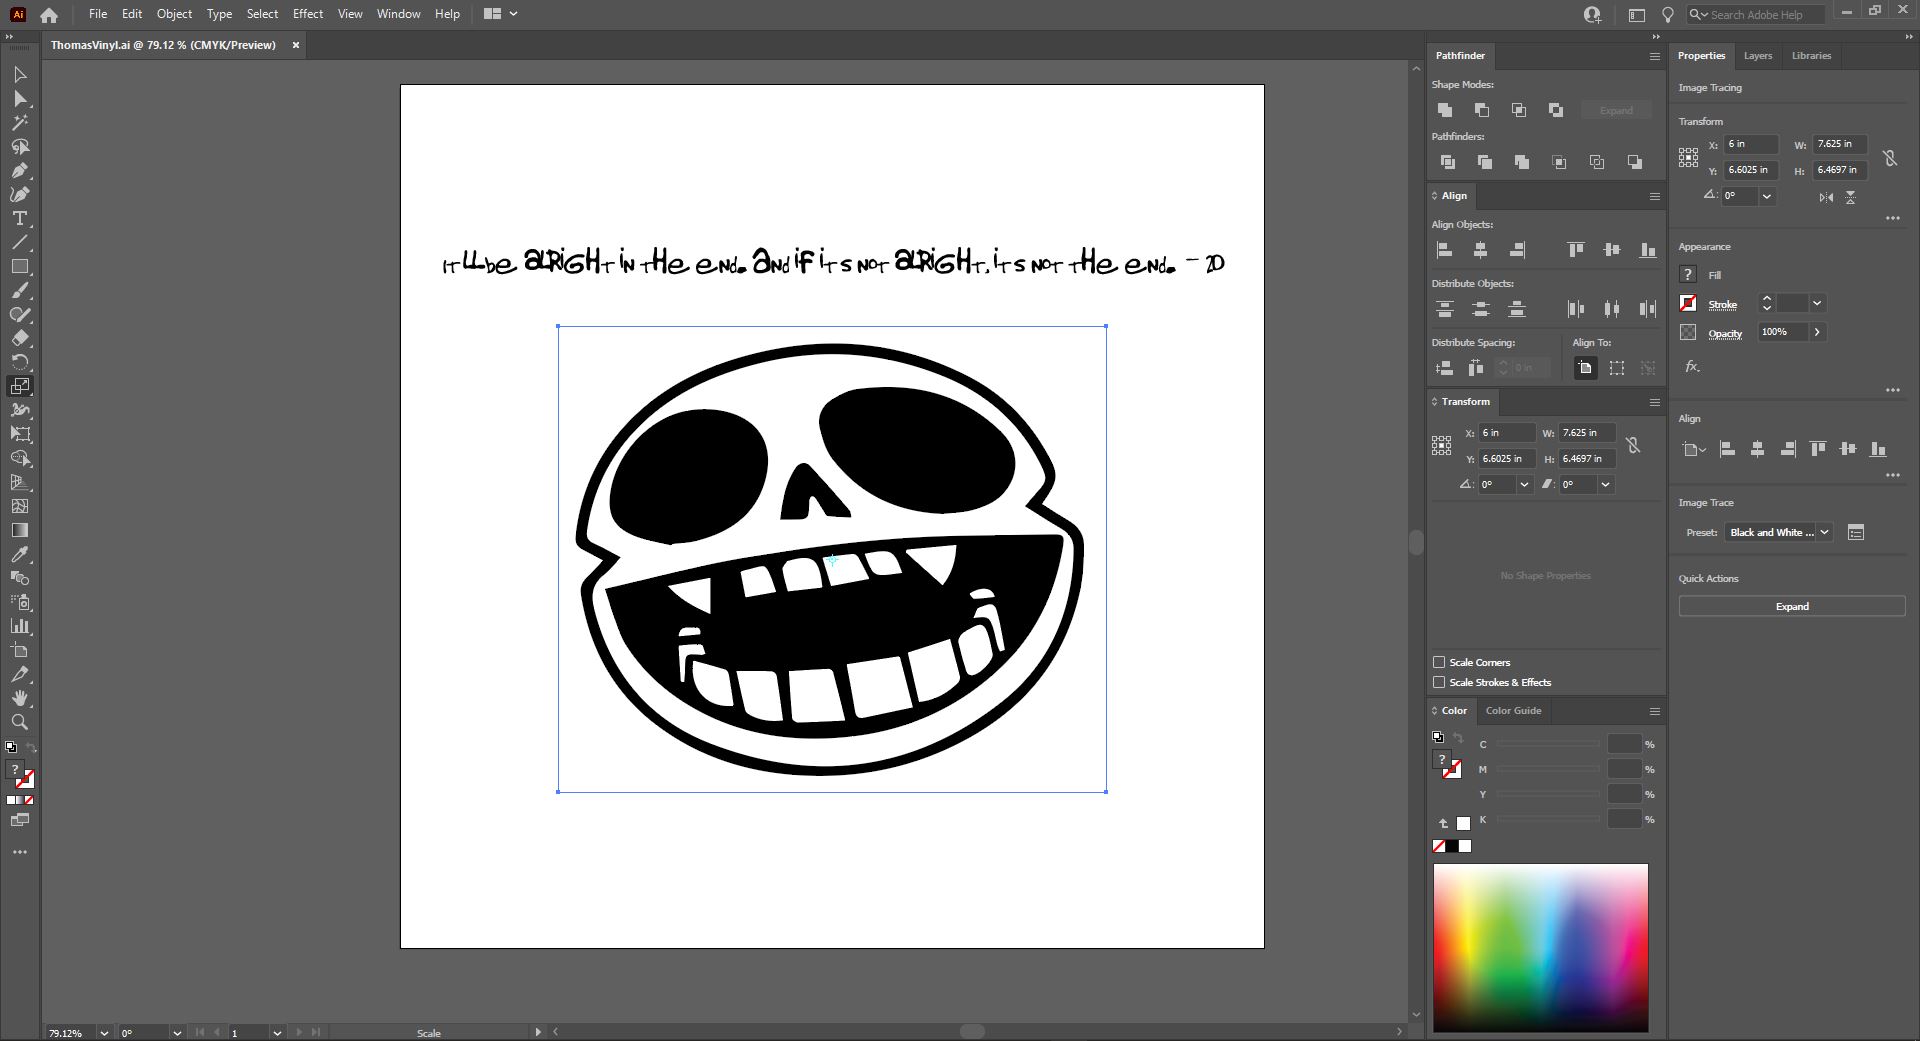 Ai File Edit Object Type Select Effect View Window Help Search Adobe Help
ThomasVinyl.ai @ 79.12 % (CMYK/Preview) ×
ıT LL be ALRiGHT iN THe eND. AND iF iTS NOT ALRiGHT, iTS NOT THe eND. - 20
Pathfinder
Shape Modes:
Expand
Pathfinders:
Align
Align Objects:
Distribute Objects:
Distribute Spacing: Align To:
0 in
Transform
X: 6 in W: 7.625 in
Y: 6.6025 in H: 6.4697 in
0° 0°
No Shape Properties
Scale Corners
Scale Strokes & Effects
Color Color Guide
C %
M %
Y %
K %
Properties Layers Libraries
Image Tracing
Transform
X: 6 in W: 7.625 in
Y: 6.6025 in H: 6.4697 in
0°
Appearance
? Fill
Stroke
Opacity 100%
fx.
Align
Image Trace
Preset: Black and White ...
Quick Actions
Expand
79.12% 0° 1 Scale